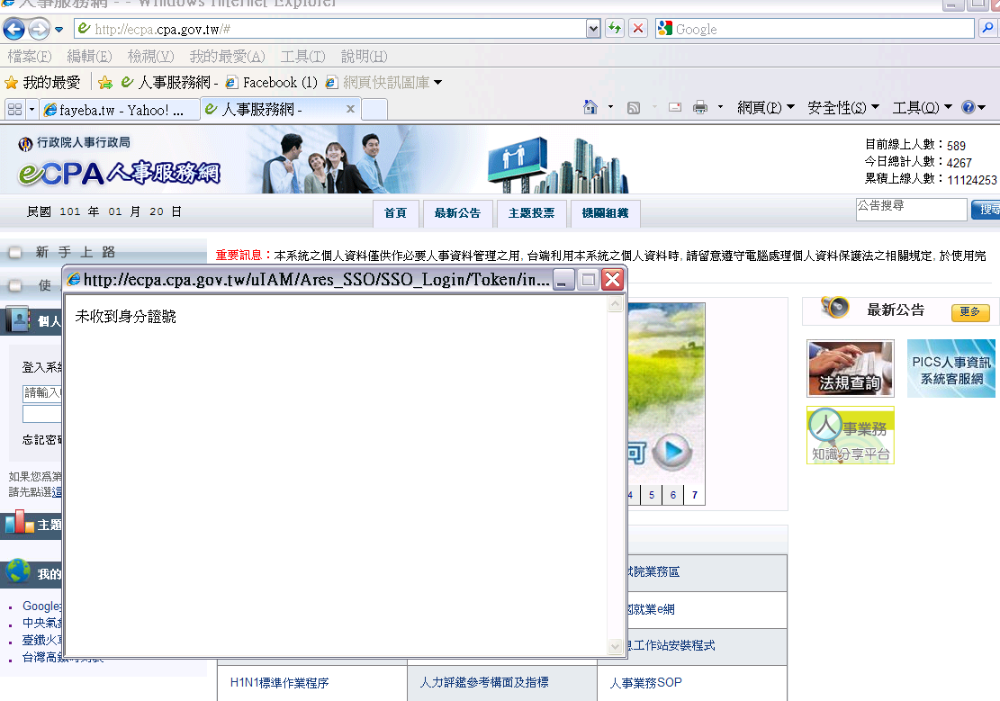 人事服務網 - - Windows Internet Explorer
http://ecpa.cpa.gov.tw/#
Google
檔案(F) 編輯(E) 檢視(V) 我的最愛(A) 工具(T) 說明(H)
我的最愛 人事服務網 - Facebook (1) 網頁快訊圖庫
fayeba.tw - Yahoo! ... 人事服務網 -
網頁(P) 安全性(S) 工具(O)
行政院人事行政局
eCPA人事服務網
目前線上人數：589
今日總計人數：4267
累積上線人數：11124253
民國 101 年 01 月 20 日
首頁 最新公告 主題投票 機關組織
公告搜尋 搜尋
新 手 上 路
重要訊息：本系統之個人資料僅供作必要人事資料管理之用, 台端利用本系統之個人資料時, 請留意遵守電腦處理個人資料保護法之相關規定, 於使用完
使
http://ecpa.cpa.gov.tw/uIAM/Ares_SSO/SSO_Login/Token/in...
未收到身分證號
個人
登入系統
請輸入
忘記密碼
如果您為第
請先點選這
主題
我的
Google
中央氣象
臺鐵火車
台灣高鐵時刻表
可
4 5 6 7
最新公告 更多
法規查詢
PICS人事資訊
系統客服網
人事業務
知識分享平台
試院業務區
就業e網
工作站安裝程式
H1N1標準作業程序 人力評鑑參考構面及指標 人事業務SOP